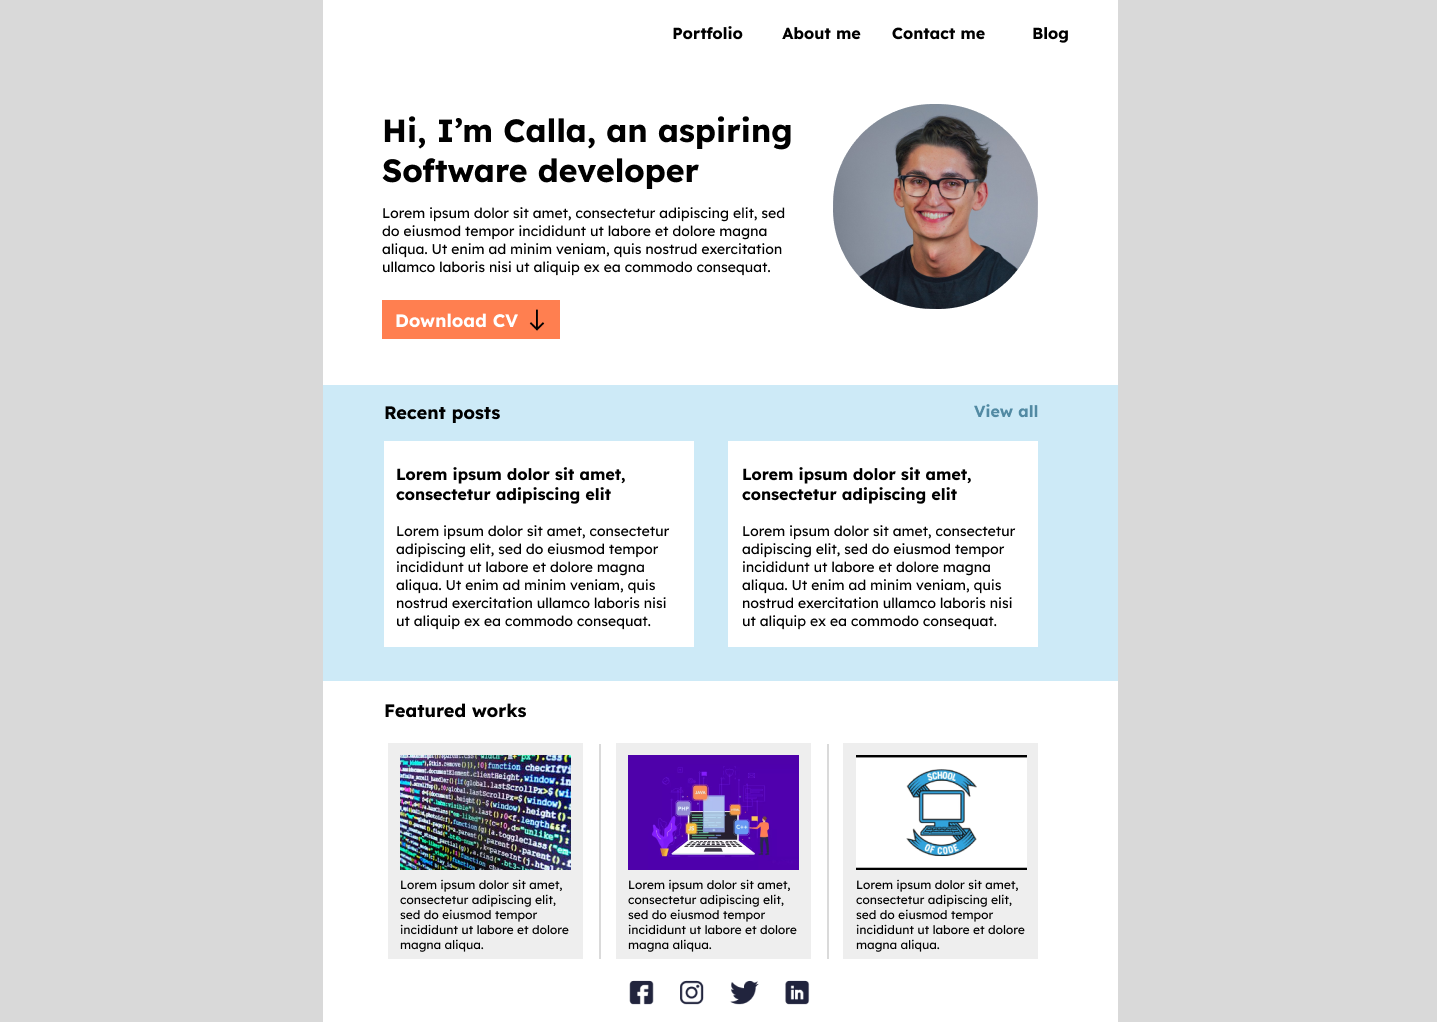 Portfolio About me Contact me Blog
Hi, I’m Calla, an aspiring
Software developer
Lorem ipsum dolor sit amet, consectetur adipiscing elit, sed
do eiusmod tempor incididunt ut labore et dolore magna
aliqua. Ut enim ad minim veniam, quis nostrud exercitation
ullamco laboris nisi ut aliquip ex ea commodo consequat.
Download CV
Recent posts
View all
Lorem ipsum dolor sit amet,
consectetur adipiscing elit
Lorem ipsum dolor sit amet, consectetur
adipiscing elit, sed do eiusmod tempor
incididunt ut labore et dolore magna
aliqua. Ut enim ad minim veniam, quis
nostrud exercitation ullamco laboris nisi
ut aliquip ex ea commodo consequat.
Lorem ipsum dolor sit amet,
consectetur adipiscing elit
Lorem ipsum dolor sit amet, consectetur
adipiscing elit, sed do eiusmod tempor
incididunt ut labore et dolore magna
aliqua. Ut enim ad minim veniam, quis
nostrud exercitation ullamco laboris nisi
ut aliquip ex ea commodo consequat.
Featured works
Lorem ipsum dolor sit amet,
consectetur adipiscing elit,
sed do eiusmod tempor
incididunt ut labore et dolore
magna aliqua.
JAVA
PHP
C++
Lorem ipsum dolor sit amet,
consectetur adipiscing elit,
sed do eiusmod tempor
incididunt ut labore et dolore
magna aliqua.
SCHOOL
OF CODE
Lorem ipsum dolor sit amet,
consectetur adipiscing elit,
sed do eiusmod tempor
incididunt ut labore et dolore
magna aliqua.